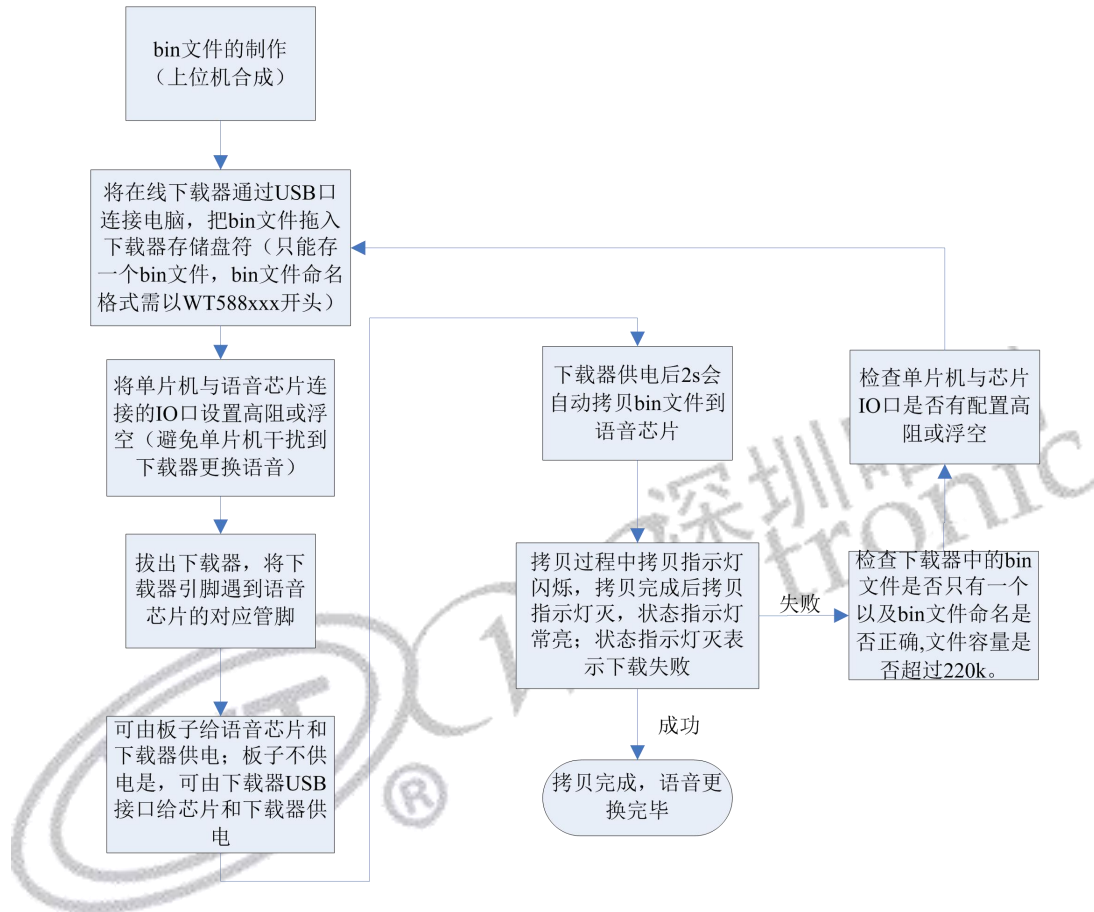 bin文件的制作
（上位机合成）
将在线下载器通过USB口
连接电脑，把bin文件拖入
下载器存储盘符（只能存
一个bin文件，bin文件命名
格式需以WT588xxx开头）
将单片机与语音芯片连
接的IO口设置高阻或浮
空（避免单片机干扰到
下载器更换语音）
拔出下载器，将下
载器引脚遇到语音
芯片的对应管脚
可由板子给语音芯片和
下载器供电；板子不供
电是，可由下载器USB
接口给芯片和下载器供
电
下载器供电后2s会
自动拷贝bin文件到
语音芯片
拷贝过程中拷贝指示灯
闪烁，拷贝完成后拷贝
指示灯灭，状态指示灯
常亮；状态指示灯灭表
示下载失败
失败
成功
拷贝完成，语音更
换完毕
检查单片机与芯片
IO口是否有配置高
阻或浮空
检查下载器中的bin
文件是否只有一个
以及bin文件命名是
否正确,文件容量是
否超过220k。
深圳
tronic
®